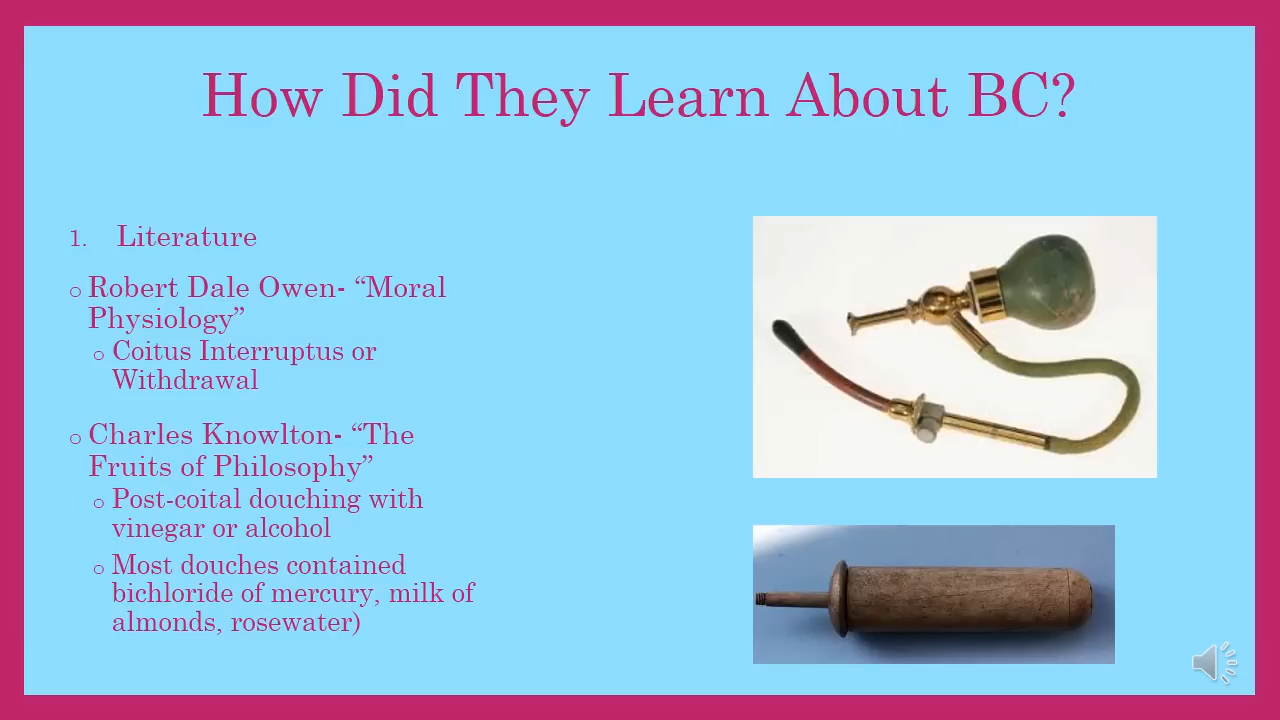 How Did They Learn About BC?
1. Literature
o Robert Dale Owen- “Moral
Physiology”
o Coitus Interruptus or
Withdrawal
o Charles Knowlton- “The
Fruits of Philosophy”
o Post-coital douching with
vinegar or alcohol
o Most douches contained
bichloride of mercury, milk of
almonds, rosewater)